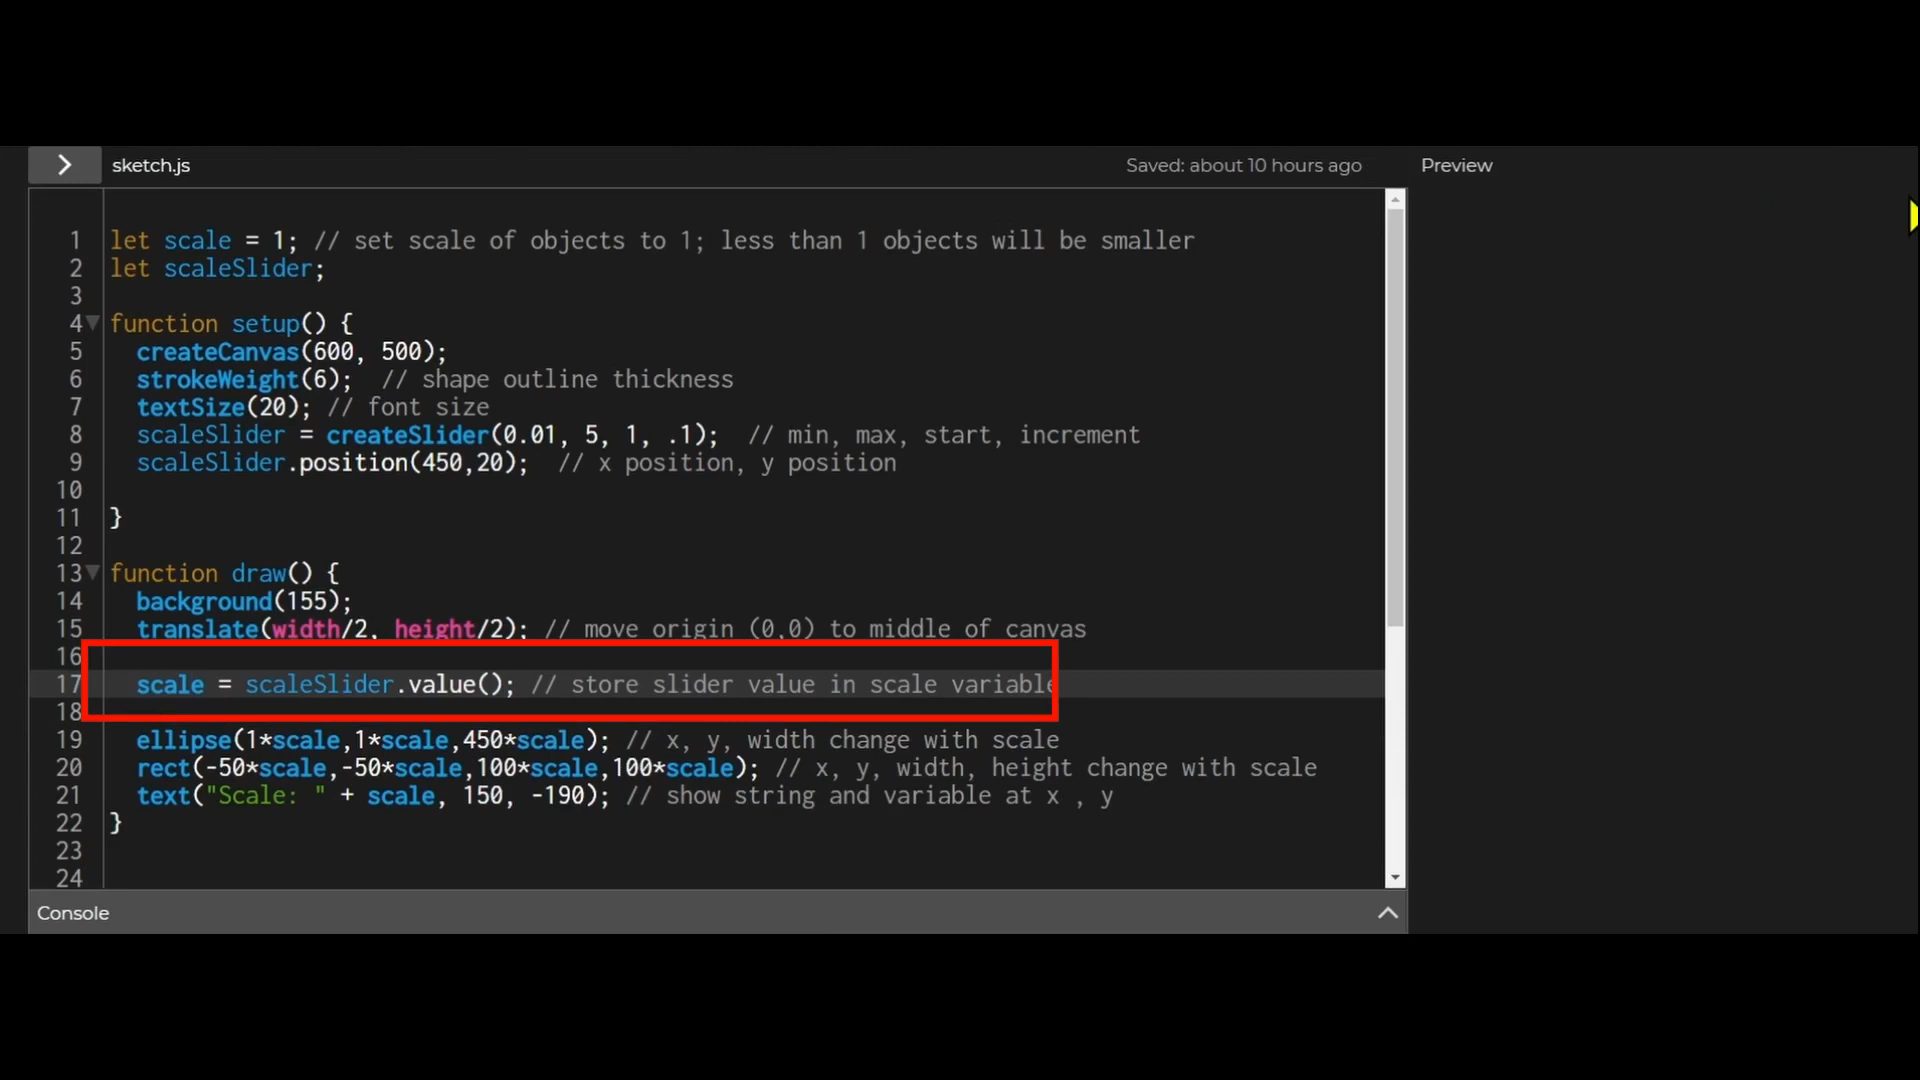 sketch.js
Saved: about 10 hours ago
Preview
1 let scale = 1; // set scale of objects to 1; less than 1 objects will be smaller
2 let scaleSlider;
3
4 function setup() {
5 createCanvas(600, 500);
6 strokeWeight(6); // shape outline thickness
7 textSize(20); // font size
8 scaleSlider = createSlider(0.01, 5, 1, .1); // min, max, start, increment
9 scaleSlider.position(450,20); // x position, y position
10
11 }
12
13 function draw() {
14 background(155);
15 translate(width/2, height/2); // move origin (0,0) to middle of canvas
16
17 scale = scaleSlider.value(); // store slider value in scale variable
18
19 ellipse(1*scale,1*scale,450*scale); // x, y, width change with scale
20 rect(-50*scale,-50*scale,100*scale,100*scale); // x, y, width, height change with scale
21 text("Scale: " + scale, 150, -190); // show string and variable at x , y
22 }
23
24
Console